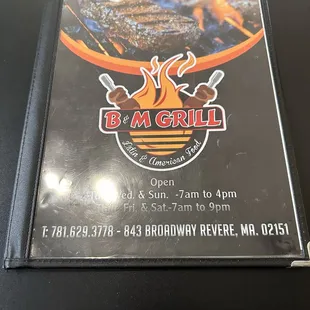 B & M GRILL
Latin & American Food
Open
Wed. & Sun. -7am to 4pm
Fri. & Sat.-7am to 9pm
T: 781.629.3778 - 843 BROADWAY REVERE, MA. 02151